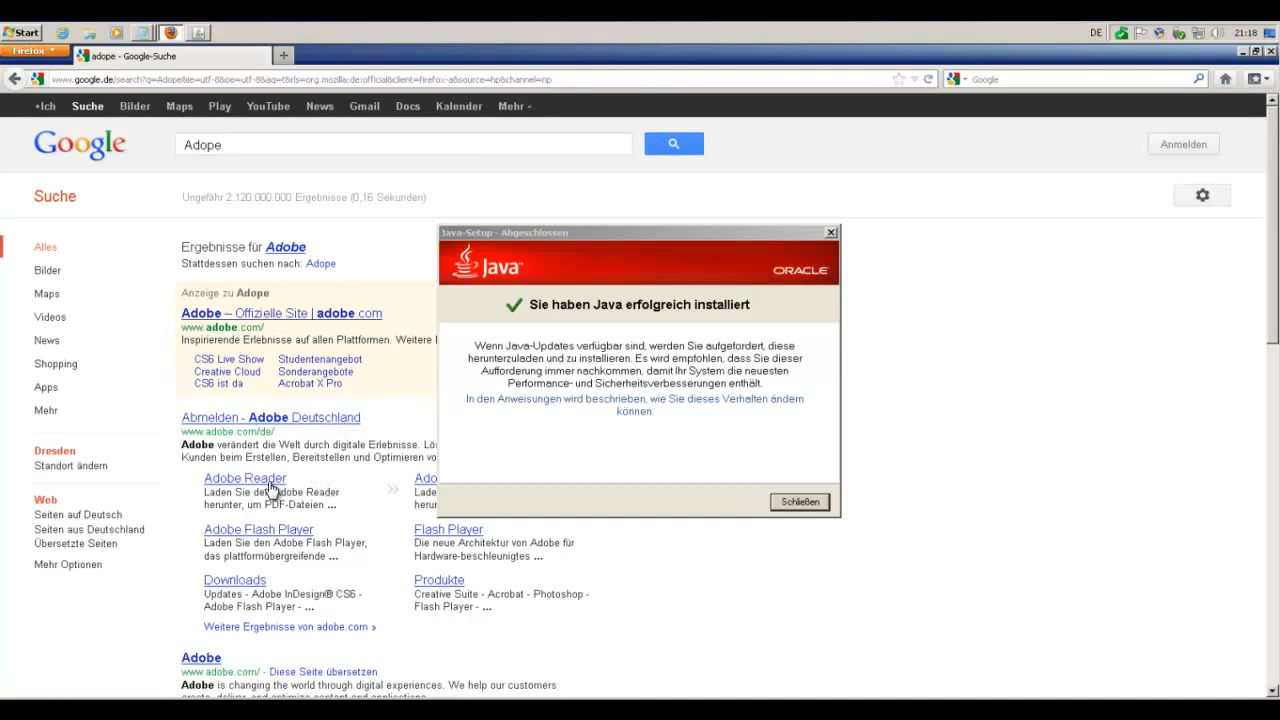 Start
DE
21:18
Firefox
adope - Google-Suche
www.google.de/search?q=Adope&ie=utf-8&oe=utf-8&aq=t&rls=org.mozilla:de:official&client=firefox-a&source=hp&channel=np
Google
+Ich Suche Bilder Maps Play YouTube News Gmail Docs Kalender Mehr
Google
Adope
Anmelden
Suche
Ungefähr 2.120.000.000 Ergebnisse (0,16 Sekunden)
Alles
Bilder
Maps
Videos
News
Shopping
Apps
Mehr
Dresden
Standort ändern
Web
Seiten auf Deutsch
Seiten aus Deutschland
Übersetzte Seiten
Mehr Optionen
Ergebnisse für Adobe
Stattdessen suchen nach: Adope
Anzeige zu Adope
Adobe – Offizielle Site | adobe.com
www.adobe.com/
Inspirierende Erlebnisse auf allen Plattformen. Weitere
CS6 Live Show Studentenangebot
Creative Cloud Sonderangebote
CS6 ist da Acrobat X Pro
Abmelden - Adobe Deutschland
www.adobe.com/de/
Adobe verändert die Welt durch digitale Erlebnisse.
Kunden beim Erstellen, Bereitstellen und Optimieren
Adobe Reader
Laden Sie den Adobe Reader
herunter, um PDF-Dateien ...
Adobe Flash Player
Laden Sie den Adobe Flash Player,
das plattformübergreifende ...
Flash Player
Die neue Architektur von Adobe für
Hardware-beschleunigtes ...
Downloads
Updates - Adobe InDesign® CS6 -
Adobe Flash Player - ...
Produkte
Creative Suite - Acrobat - Photoshop -
Flash Player - ...
Weitere Ergebnisse von adobe.com »
Adobe
www.adobe.com/ - Diese Seite übersetzen
Adobe is changing the world through digital experiences. We help our customers
create, deliver, and optimize content and applications.
Java-Setup - Abgeschlossen
Java™
ORACLE
Sie haben Java erfolgreich installiert
Wenn Java-Updates verfügbar sind, werden Sie aufgefordert, diese
herunterzuladen und zu installieren. Es wird empfohlen, dass Sie dieser
Aufforderung immer nachkommen, damit Ihr System die neuesten
Performance- und Sicherheitsverbesserungen enthält.
In den Anweisungen wird beschrieben, wie Sie dieses Verhalten ändern
können.
Schließen